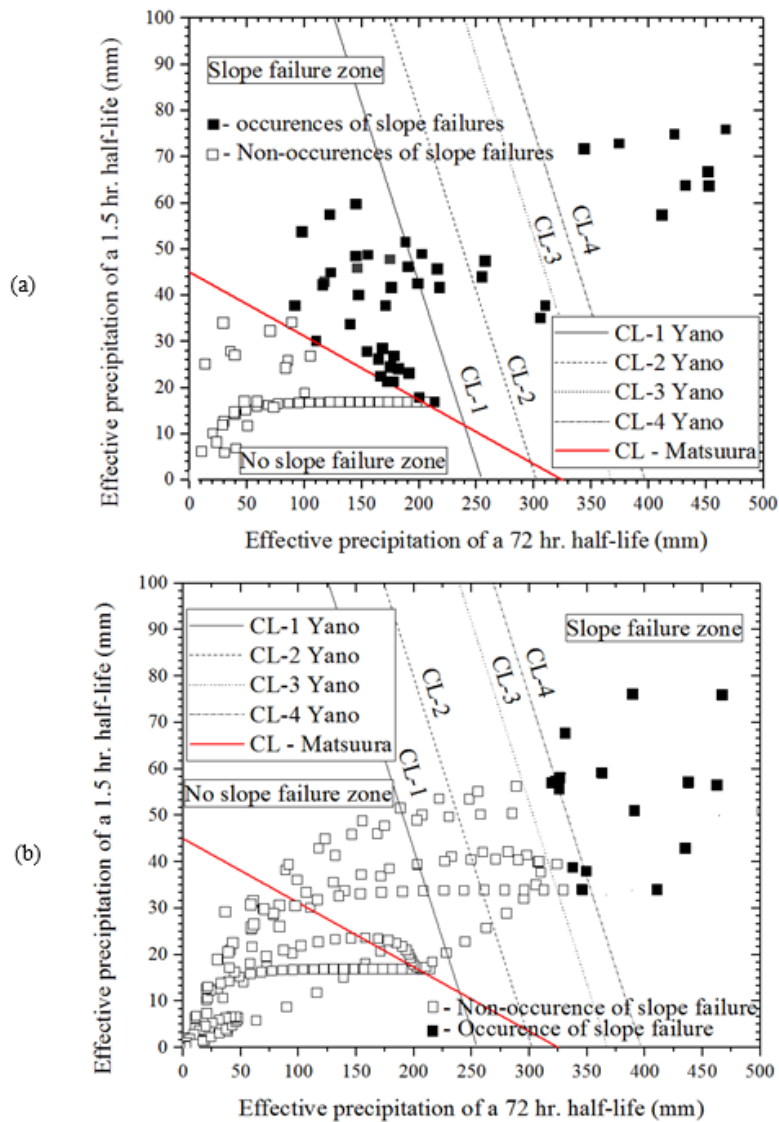 (a)
Effective precipitation of a 1.5 hr. half-life (mm)
100
90
80
70
60
50
40
30
20
10
0
Slope failure zone
■ - occurences of slope failures
□ - Non-occurences of slope failures
CL-1
CL-2
CL-3
CL-4
CL-1 Yano
CL-2 Yano
CL-3 Yano
CL-4 Yano
CL - Matsuura
No slope failure zone
0 50 100 150 200 250 300 350 400 450 500
Effective precipitation of a 72 hr. half-life (mm)
(b)
Effective precipitation of a 1.5 hr. half-life (mm)
100
90
80
70
60
50
40
30
20
10
0
CL-1 Yano
CL-2 Yano
CL-3 Yano
CL-4 Yano
CL - Matsuura
Slope failure zone
CL-1
CL-2
CL-3
CL-4
No slope failure zone
□ - Non-occurence of slope failure
■ - Occurence of slope failure
0 50 100 150 200 250 300 350 400 450 500
Effective precipitation of a 72 hr. half-life (mm)